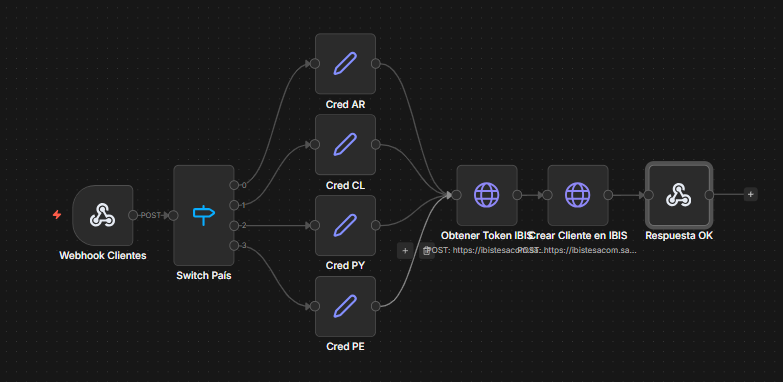 Cred AR
0
Cred CL
1
POST
2
Webhook Clientes
3
Switch País
Cred PY
Obtener Token IBIS
Crear Cliente en IBIS
Respuesta OK
POST: https://ibistesacom.sa...
Cred PE